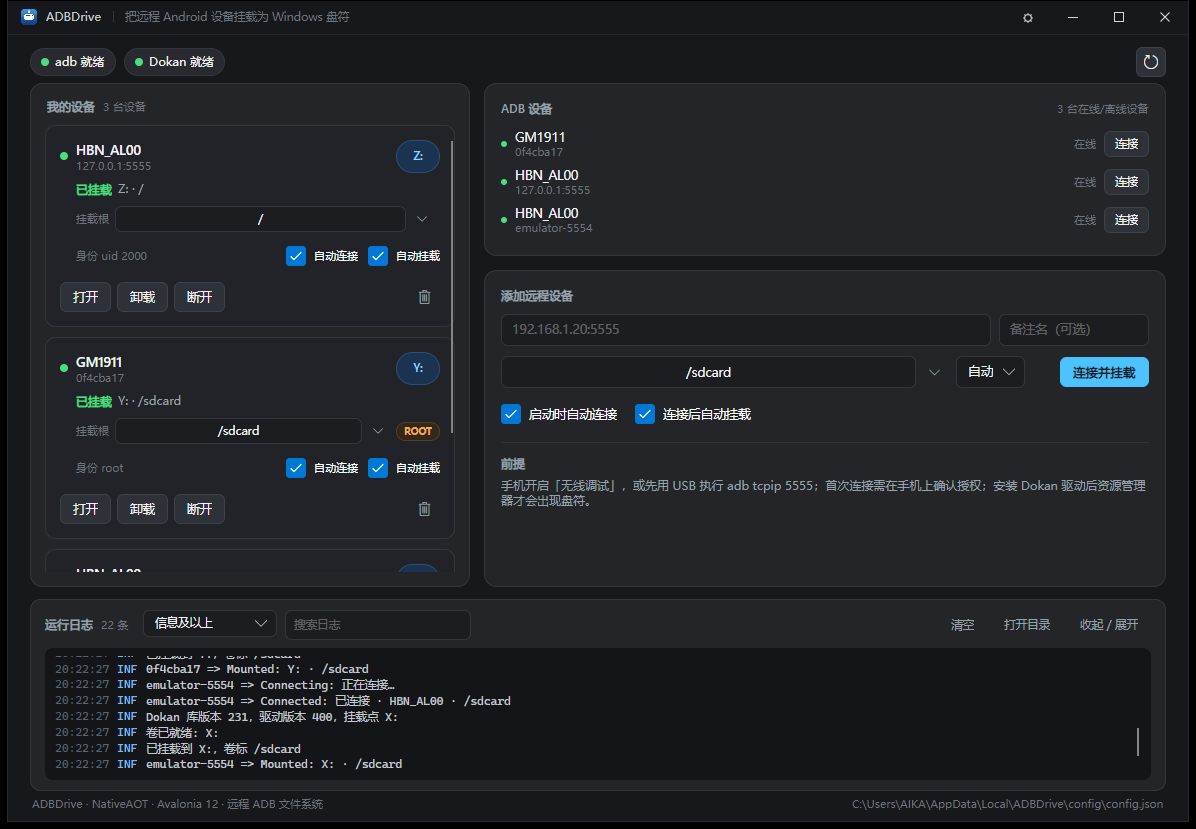 ADBDrive
把远程 Android 设备挂载为 Windows 盘符
adb 就绪
Dokan 就绪
我的设备 3 台设备
HBN_AL00
127.0.0.1:5555
Z:
已挂载 Z: · /
挂载根
/
身份 uid 2000
自动连接
自动挂载
打开
卸载
断开
GM1911
0f4cba17
Y:
已挂载 Y: · /sdcard
挂载根
/sdcard
ROOT
身份 root
自动连接
自动挂载
打开
卸载
断开
HBN_AL00
ADB 设备
3 台在线/离线设备
GM1911
0f4cba17
在线
连接
HBN_AL00
127.0.0.1:5555
在线
连接
HBN_AL00
emulator-5554
在线
连接
添加远程设备
192.168.1.20:5555
备注名（可选）
/sdcard
自动
连接并挂载
启动时自动连接
连接后自动挂载
前提
手机开启「无线调试」，或先用 USB 执行 adb tcpip 5555；首次连接需在手机上确认授权；安装 Dokan 驱动后资源管理
器才会出现盘符。
运行日志 22 条
信息及以上
搜索日志
清空
打开目录
收起 / 展开
20:22:27 INF 已挂载到 Y:，卷标 /sdcard
20:22:27 INF 0f4cba17 => Mounted: Y: · /sdcard
20:22:27 INF emulator-5554 => Connecting: 正在连接…
20:22:27 INF emulator-5554 => Connected: 已连接 · HBN_AL00 · /sdcard
20:22:27 INF Dokan 库版本 231，驱动版本 400，挂载点 X:
20:22:27 INF 卷已就绪: X:
20:22:27 INF 已挂载到 X:，卷标 /sdcard
20:22:27 INF emulator-5554 => Mounted: X: · /sdcard
ADBDrive · NativeAOT · Avalonia 12 · 远程 ADB 文件系统
C:\Users\AIKA\AppData\Local\ADBDrive\config\config.json